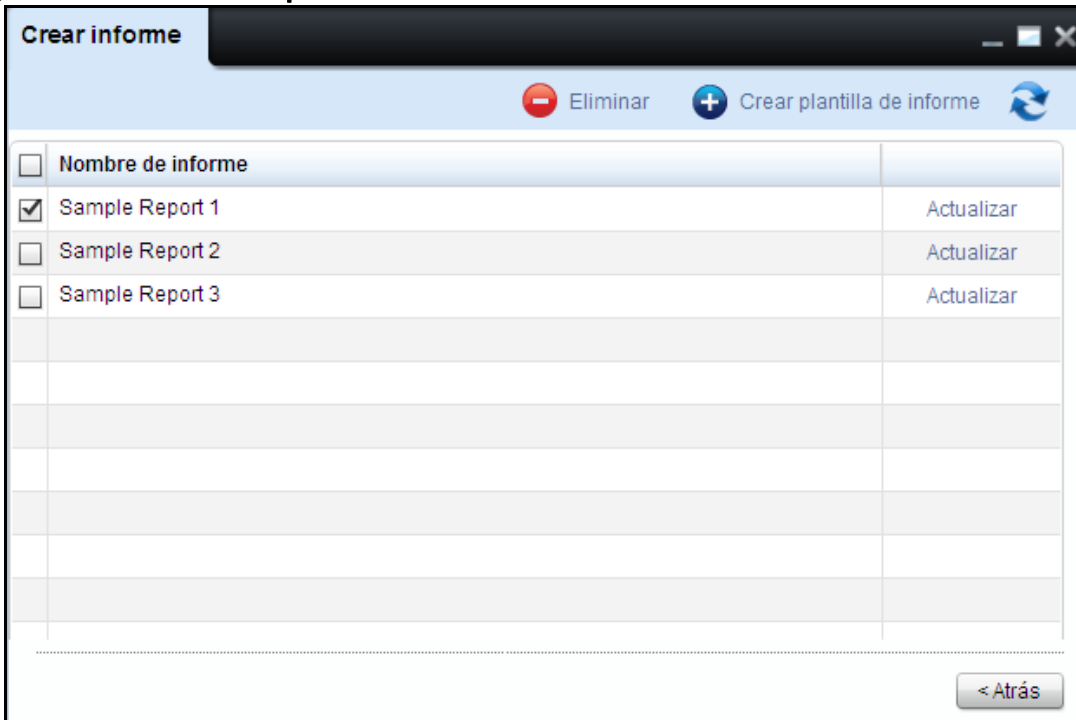 Crear informe
Eliminar Crear plantilla de informe
Nombre de informe
Sample Report 1 Actualizar
Sample Report 2 Actualizar
Sample Report 3 Actualizar
< Atrás